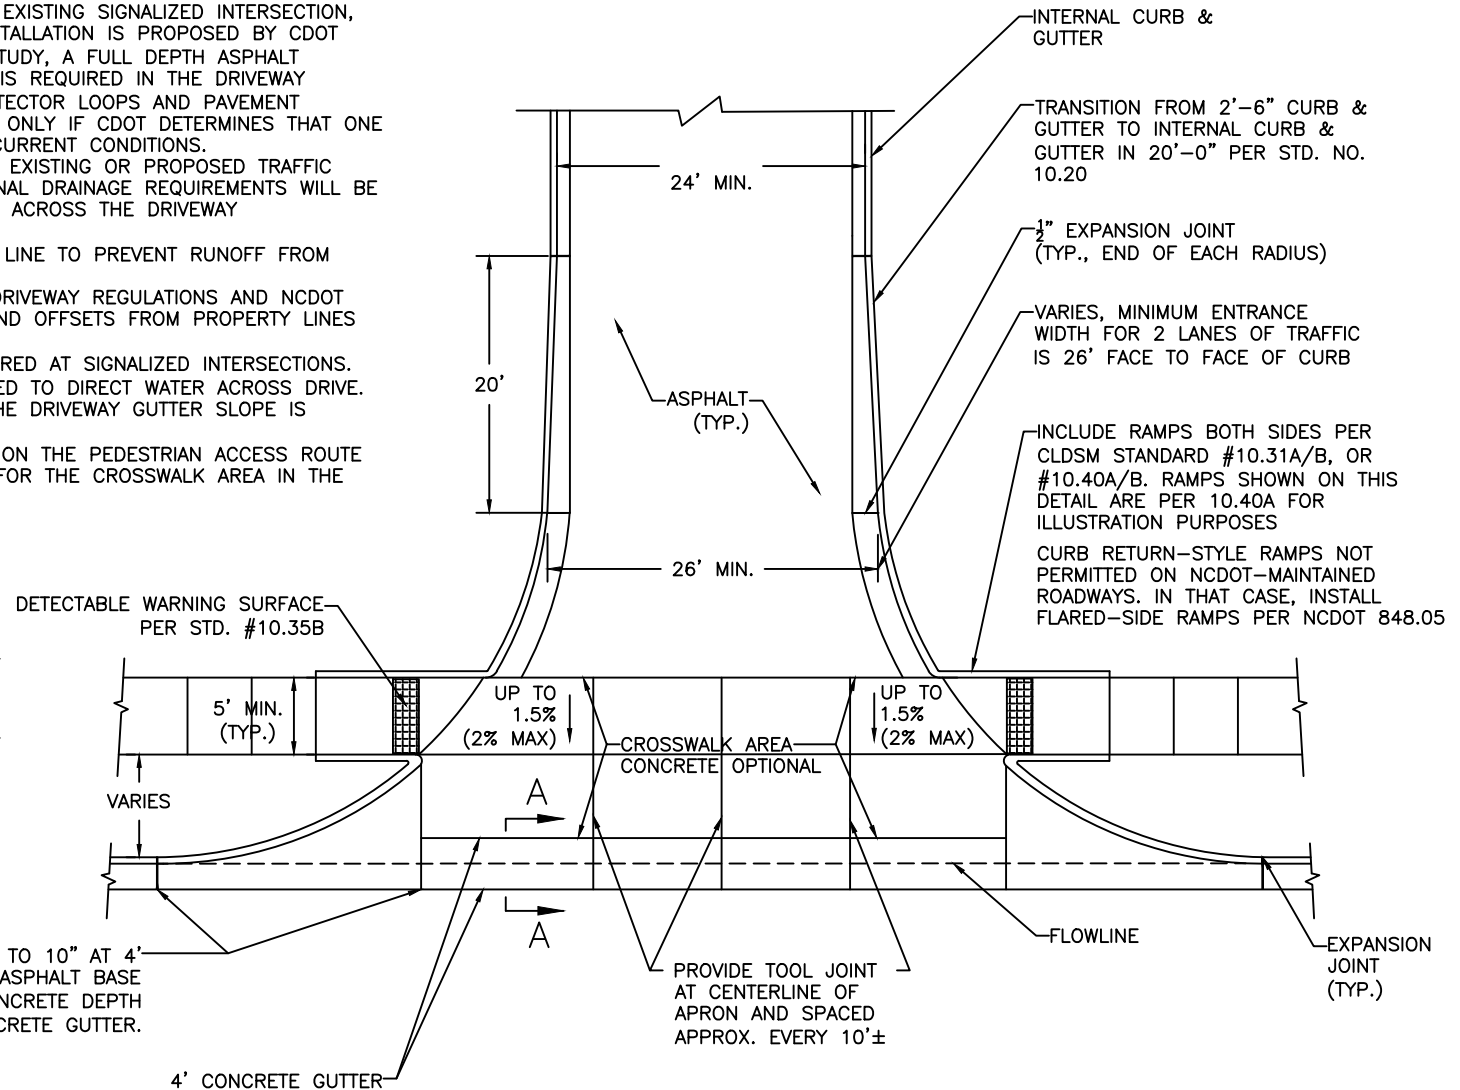 EXISTING SIGNALIZED INTERSECTION,
TALLATION IS PROPOSED BY CDOT
TUDY, A FULL DEPTH ASPHALT
IS REQUIRED IN THE DRIVEWAY
TECTOR LOOPS AND PAVEMENT
ONLY IF CDOT DETERMINES THAT ONE
CURRENT CONDITIONS.
EXISTING OR PROPOSED TRAFFIC
NAL DRAINAGE REQUIREMENTS WILL BE
ACROSS THE DRIVEWAY
LINE TO PREVENT RUNOFF FROM
DRIVEWAY REGULATIONS AND NCDOT
ND OFFSETS FROM PROPERTY LINES
RED AT SIGNALIZED INTERSECTIONS.
ED TO DIRECT WATER ACROSS DRIVE.
HE DRIVEWAY GUTTER SLOPE IS
ON THE PEDESTRIAN ACCESS ROUTE
FOR THE CROSSWALK AREA IN THE
INTERNAL CURB &
GUTTER
TRANSITION FROM 2'-6" CURB &
GUTTER TO INTERNAL CURB &
GUTTER IN 20'-0" PER STD. NO.
10.20
24' MIN.
½" EXPANSION JOINT
(TYP., END OF EACH RADIUS)
VARIES, MINIMUM ENTRANCE
WIDTH FOR 2 LANES OF TRAFFIC
IS 26' FACE TO FACE OF CURB
20'
ASPHALT
(TYP.)
INCLUDE RAMPS BOTH SIDES PER
CLDSM STANDARD #10.31A/B, OR
#10.40A/B. RAMPS SHOWN ON THIS
DETAIL ARE PER 10.40A FOR
ILLUSTRATION PURPOSES
CURB RETURN-STYLE RAMPS NOT
PERMITTED ON NCDOT-MAINTAINED
ROADWAYS. IN THAT CASE, INSTALL
FLARED-SIDE RAMPS PER NCDOT 848.05
26' MIN.
DETECTABLE WARNING SURFACE
PER STD. #10.35B
5' MIN.
(TYP.)
UP TO
1.5%
(2% MAX)
UP TO
1.5%
(2% MAX)
CROSSWALK AREA
CONCRETE OPTIONAL
VARIES
A
A
FLOWLINE
EXPANSION
JOINT
(TYP.)
TO 10" AT 4'
ASPHALT BASE
NCRETE DEPTH
CRETE GUTTER.
PROVIDE TOOL JOINT
AT CENTERLINE OF
APRON AND SPACED
APPROX. EVERY 10'±
4' CONCRETE GUTTER